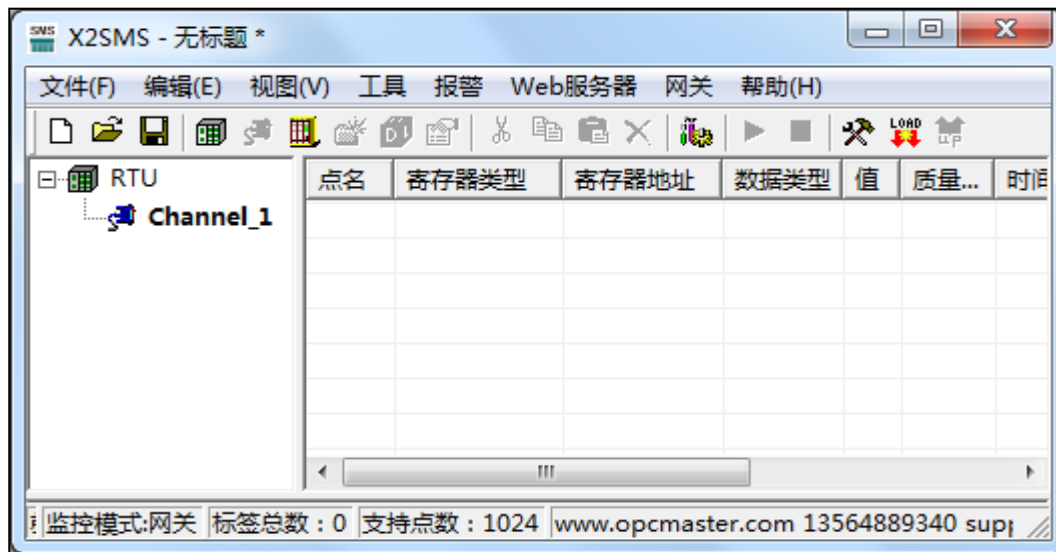 X2SMS - 无标题 *
文件(F) 编辑(E) 视图(V) 工具 报警 Web服务器 网关 帮助(H)
LOAD UP
RTU 点名 寄存器类型 寄存器地址 数据类型 值 质量... 时间
Channel_1
监控模式:网关 标签总数：0 支持点数：1024 www.opcmaster.com 13564889340